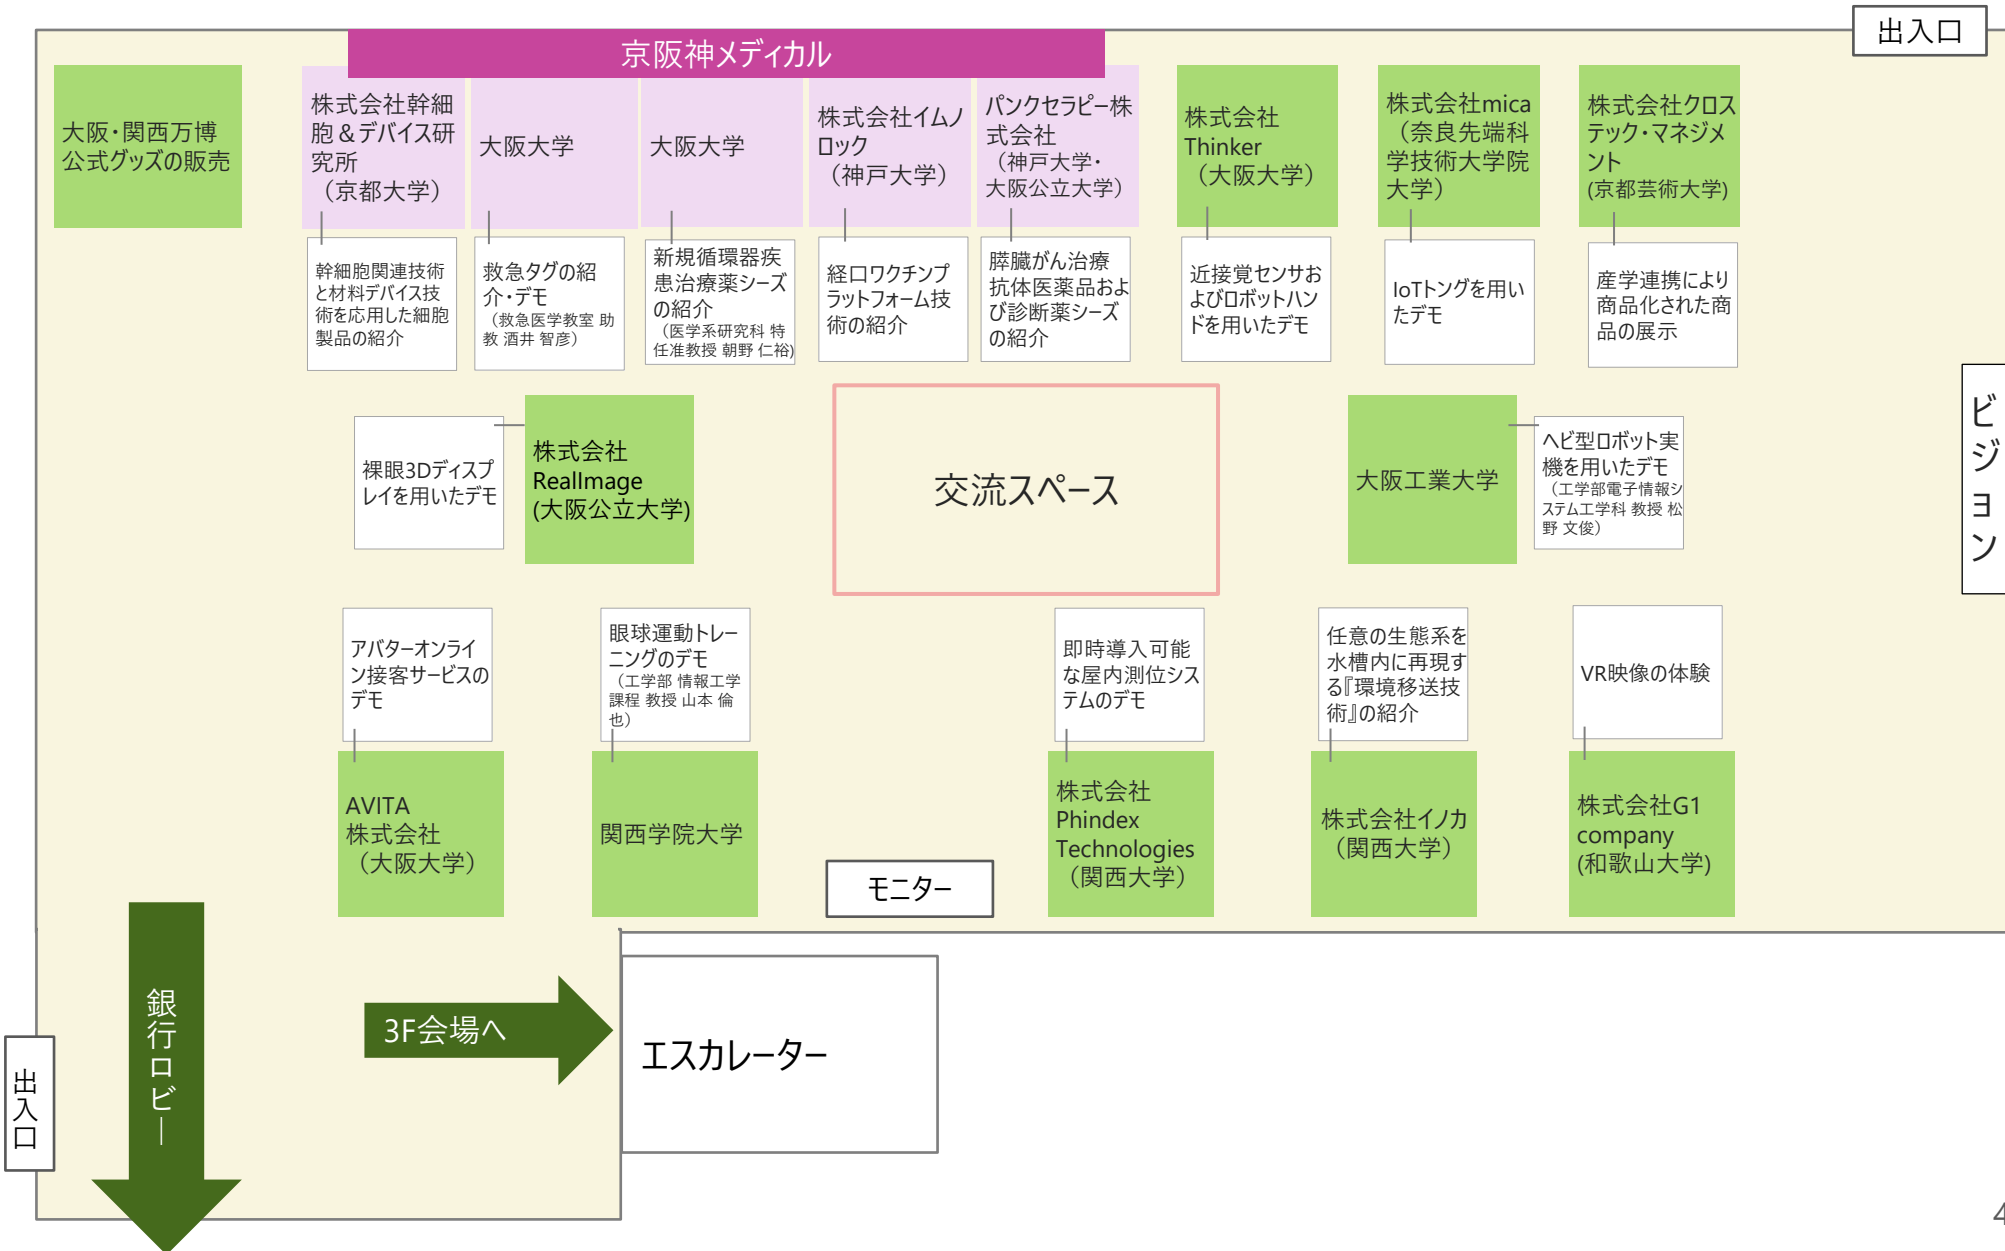 出入口
京阪神メディカル
大阪・関西万博
公式グッズの販売
株式会社幹細
胞＆デバイス研
究所
（京都大学）
大阪大学
大阪大学
株式会社イムノ
ロック
（神戸大学）
パンクセラピー株
式会社
（神戸大学・
大阪公立大学）
株式会社
Thinker
（大阪大学）
株式会社mica
（奈良先端科
学技術大学院
大学）
株式会社クロス
テック・マネジメ
ント
(京都芸術大学)
幹細胞関連技術
と材料デバイス技
術を応用した細胞
製品の紹介
救急タグの紹
介・デモ
（救急医学教室 助
教 酒井 智彦）
新規循環器疾
患治療薬シーズ
の紹介
（医学系研究科 特
任准教授 朝野 仁裕)
経口ワクチンプ
ラットフォーム技
術の紹介
膵臓がん治療
抗体医薬品およ
び診断薬シーズ
の紹介
近接覚センサお
よびロボットハン
ドを用いたデモ
IoTトングを用い
たデモ
産学連携により
商品化された商
品の展示
裸眼3Dディスプ
レイを用いたデモ
株式会社
RealImage
(大阪公立大学)
交流スペース
大阪工業大学
ヘビ型ロボット実
機を用いたデモ
（工学部電子情報シ
ステム工学科 教授 松
野 文俊）
ビジョン
アバターオンライ
ン接客サービスの
デモ
眼球運動トレー
ニングのデモ
（工学部 情報工学
課程 教授 山本 倫
也）
即時導入可能
な屋内測位シス
テムのデモ
任意の生態系を
水槽内に再現す
る『環境移送技
術』の紹介
VR映像の体験
AVITA
株式会社
（大阪大学）
関西学院大学
モニター
株式会社
Phindex
Technologies
（関西大学）
株式会社イノカ
（関西大学）
株式会社G1
company
(和歌山大学)
銀行ロビー
3F会場へ
エスカレーター
出入口
4